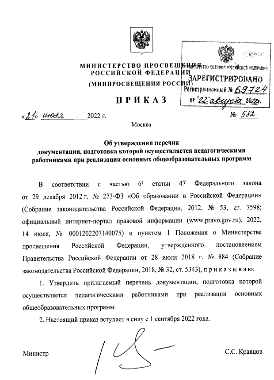 МИНИСТЕРСТВО ПРОСВЕЩЕНИЯ
РОССИЙСКОЙ ФЕДЕРАЦИИ
(МИНПРОСВЕЩЕНИЯ РОССИИ)
ЗАРЕГИСТРИРОВАНО
Регистрационный № 69724
от "22" августа 2022.
П Р И К А З
«21» июля 2022 г.
№ 582
Москва
Об утверждении перечня
документации, подготовка которой осуществляется педагогическими
работниками при реализации основных общеобразовательных программ
В соответствии с частью 6¹ статьи 47 Федерального закона
от 29 декабря 2012 г. № 273-ФЗ «Об образовании в Российской Федерации»
(Собрание законодательства Российской Федерации, 2012, № 53, ст. 7598;
официальный интернет-портал правовой информации (www.pravo.gov.ru), 2022,
14 июля, № 0001202207140075) и пунктом 1 Положения о Министерстве
просвещения Российской Федерации, утвержденного постановлением
Правительства Российской Федерации от 28 июля 2018 г. № 884 (Собрание
законодательства Российской Федерации, 2018, № 32, ст. 5343), п р и к а з ы в а ю:
1. Утвердить прилагаемый перечень документации, подготовка которой
осуществляется педагогическими работниками при реализации основных
общеобразовательных программ.
2. Настоящий приказ вступает в силу с 1 сентября 2022 года.
Министр
С.С. Кравцов